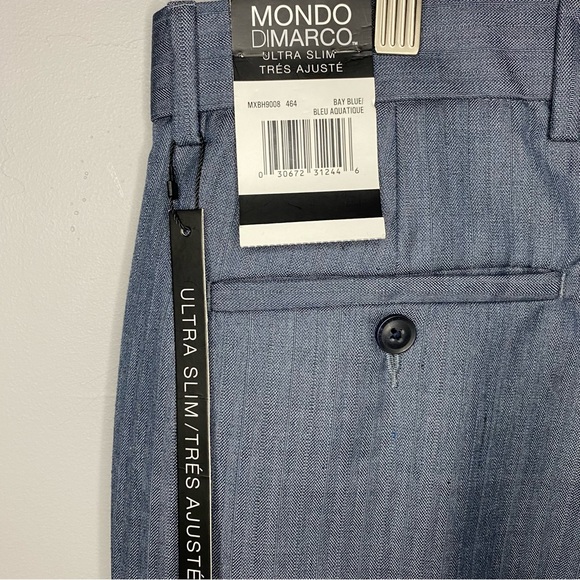 MONDO
DIMARCO™
ULTRA SLIM
TRÉS AJUSTÉ
MXBH9008 464 BAY BLUE/
BLEU AQUATIQUE
0 30672 31244 6
ULTRA SLIM/TRÉS AJUSTÉ